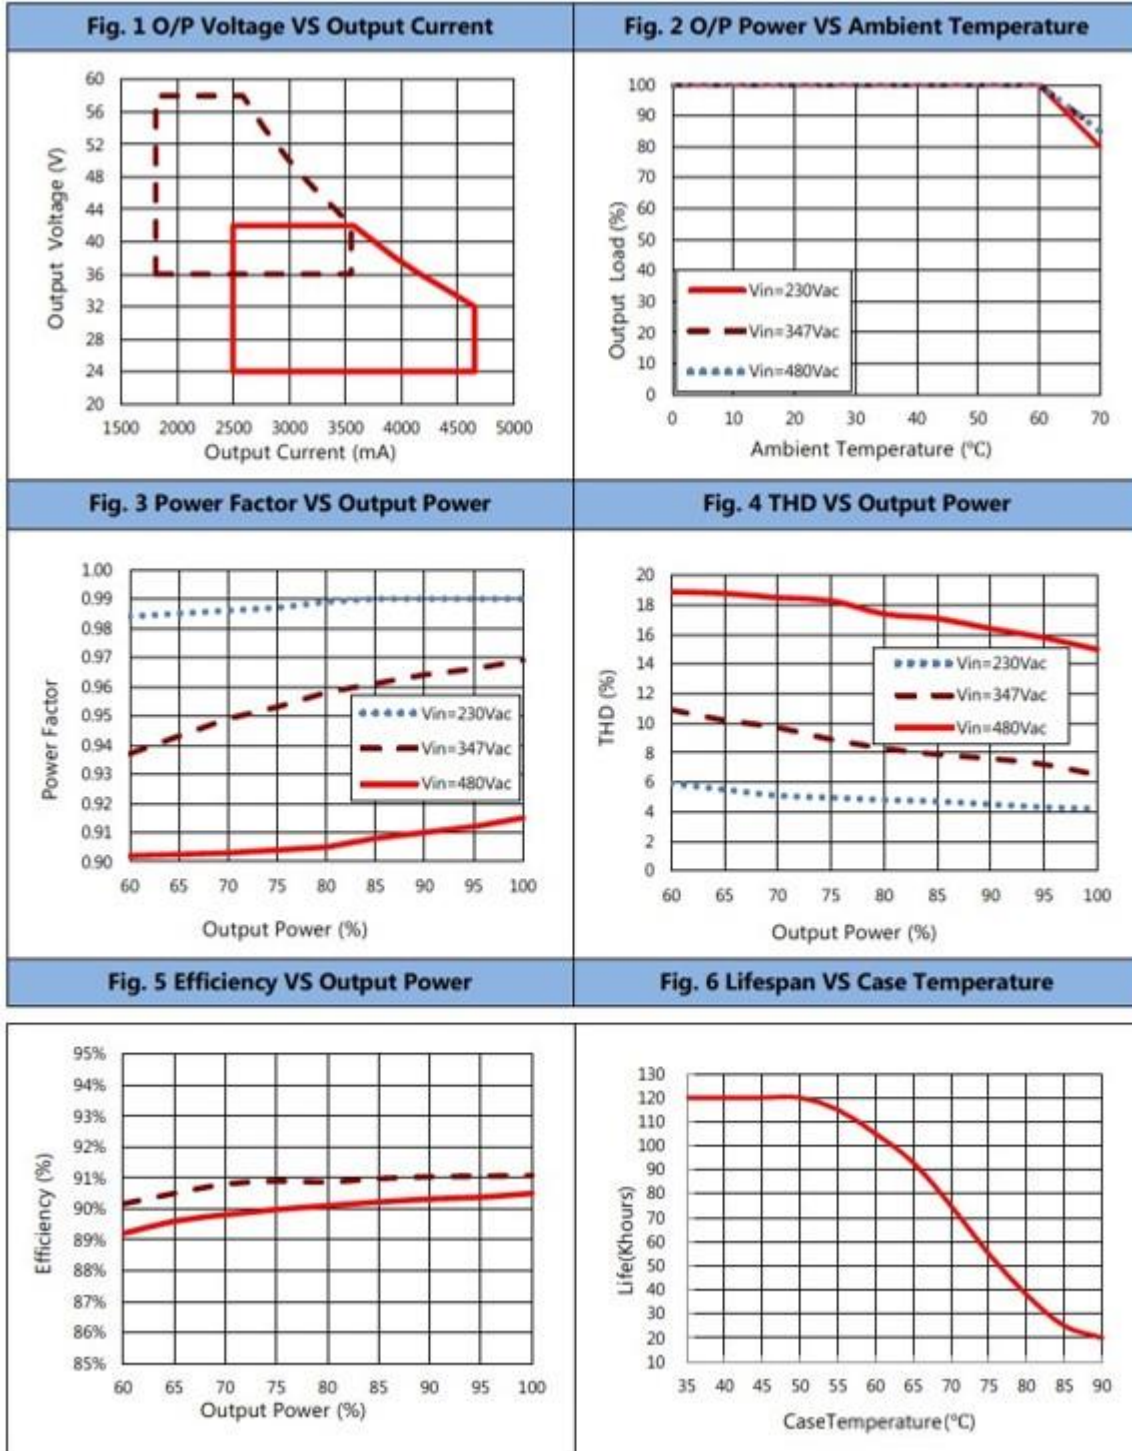 Fig. 1 O/P Voltage VS Output Current
Fig. 2 O/P Power VS Ambient Temperature
60
56
52
48
44
40
36
32
28
24
20
Output Voltage (V)
1500 2000 2500 3000 3500 4000 4500 5000
Output Current (mA)
100
90
80
70
60
50
40
30
20
10
0
Output Load (%)
Vin=230Vac
Vin=347Vac
Vin=480Vac
0 10 20 30 40 50 60 70
Ambient Temperature (℃)
Fig. 3 Power Factor VS Output Power
Fig. 4 THD VS Output Power
1.00
0.99
0.98
0.97
0.96
0.95
0.94
0.93
0.92
0.91
0.90
Power Factor
Vin=230Vac
Vin=347Vac
Vin=480Vac
60 65 70 75 80 85 90 95 100
Output Power (%)
20
18
16
14
12
10
8
6
4
2
0
THD (%)
Vin=230Vac
Vin=347Vac
Vin=480Vac
60 65 70 75 80 85 90 95 100
Output Power (%)
Fig. 5 Efficiency VS Output Power
Fig. 6 Lifespan VS Case Temperature
95%
94%
93%
92%
91%
90%
89%
88%
87%
86%
85%
Efficiency (%)
60 65 70 75 80 85 90 95 100
Output Power (%)
130
120
110
100
90
80
70
60
50
40
30
20
10
Life(Khours)
35 40 45 50 55 60 65 70 75 80 85 90
CaseTemperature(℃)